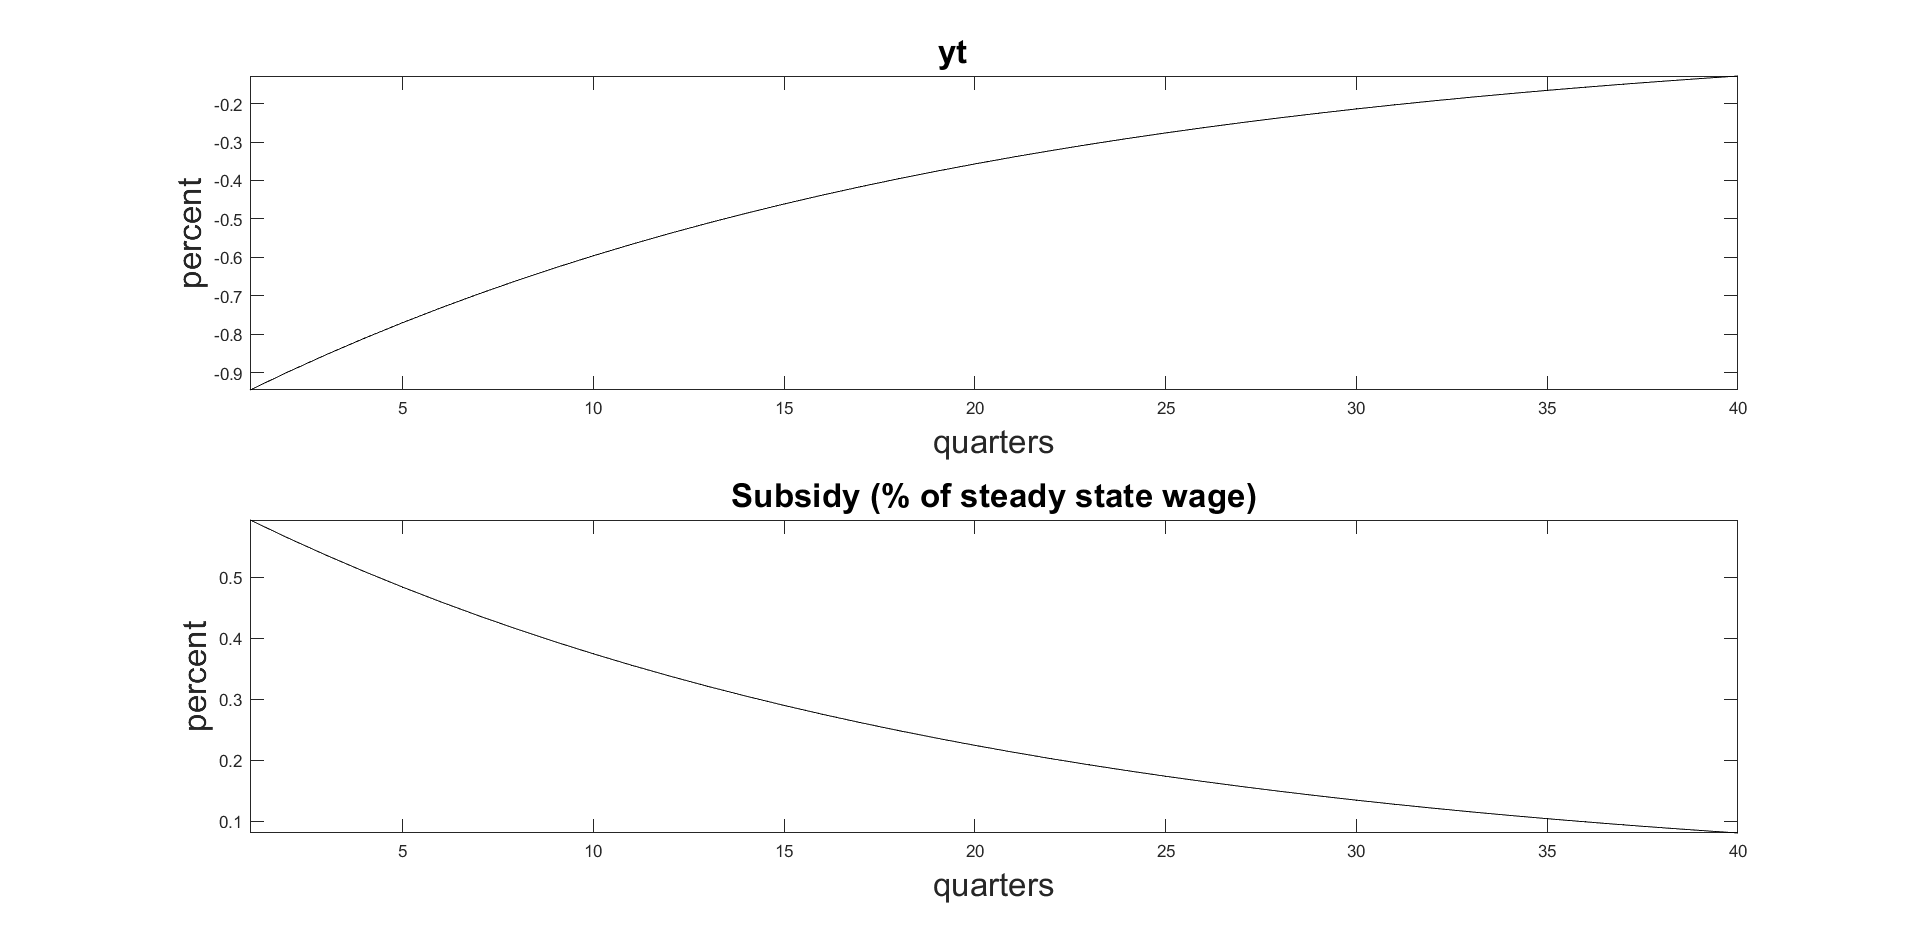 yt
percent
-0.2
-0.3
-0.4
-0.5
-0.6
-0.7
-0.8
-0.9
5 10 15 20 25 30 35 40
quarters
Subsidy (% of steady state wage)
percent
0.5
0.4
0.3
0.2
0.1
5 10 15 20 25 30 35 40
quarters